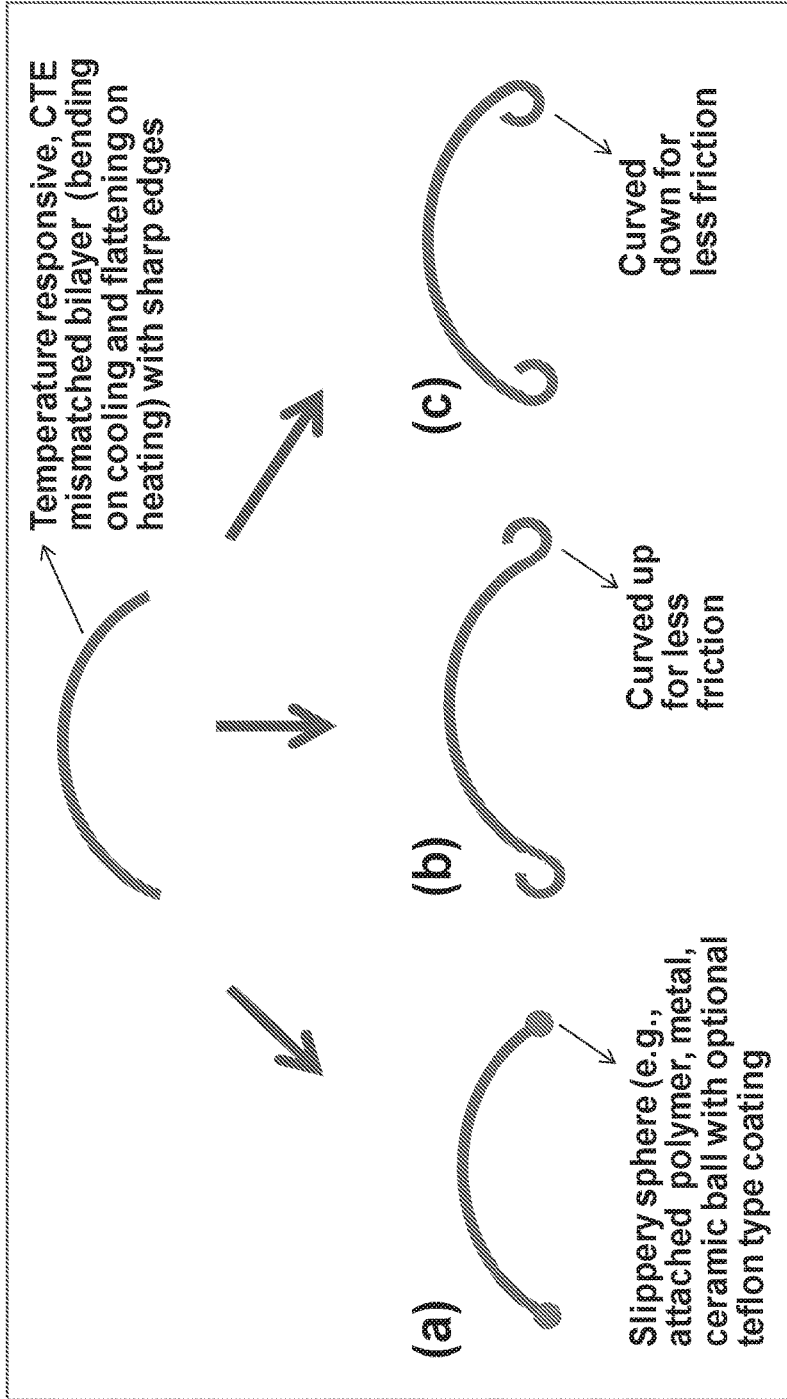 Temperature responsive, CTE
mismatched bilayer (bending
on cooling and flattening on
heating) with sharp edges
(a)
Slippery sphere (e.g.,
attached polymer, metal,
ceramic ball with optional
teflon type coating
(b)
Curved up
for less
friction
(c)
Curved
down for
less friction